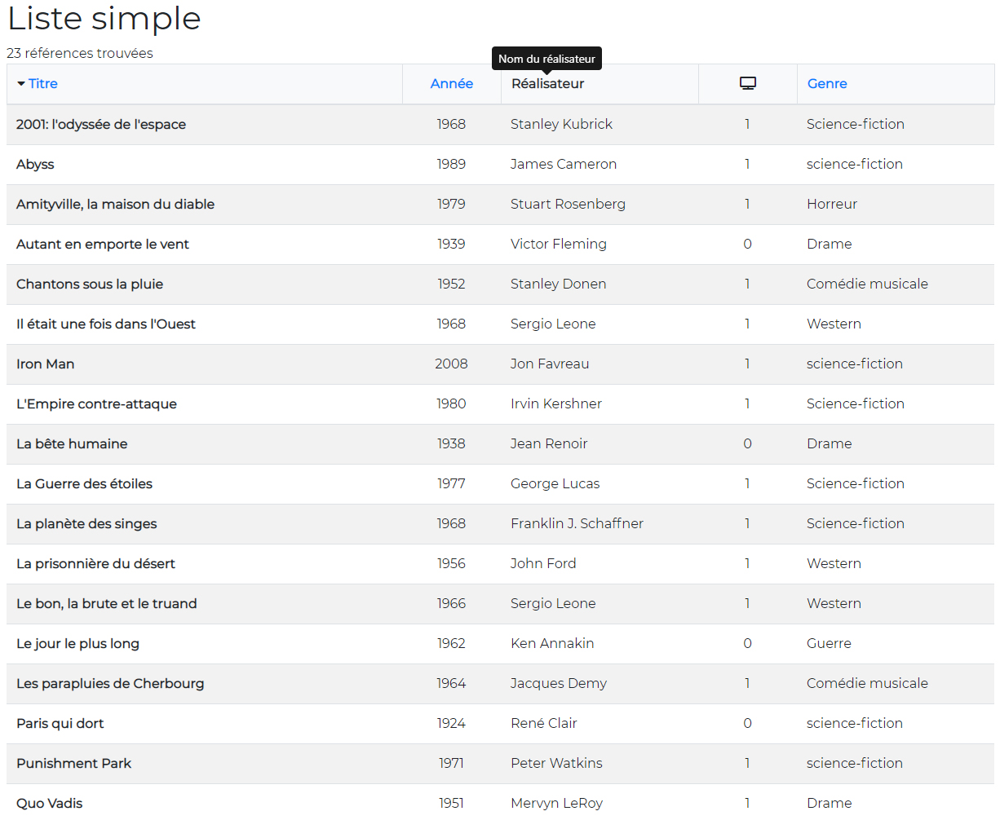 Liste simple
23 références trouvées
Nom du réalisateur
Titre Année Réalisateur Genre
2001: l'odyssée de l'espace 1968 Stanley Kubrick 1 Science-fiction
Abyss 1989 James Cameron 1 science-fiction
Amityville, la maison du diable 1979 Stuart Rosenberg 1 Horreur
Autant en emporte le vent 1939 Victor Fleming 0 Drame
Chantons sous la pluie 1952 Stanley Donen 1 Comédie musicale
Il était une fois dans l'Ouest 1968 Sergio Leone 1 Western
Iron Man 2008 Jon Favreau 1 science-fiction
L'Empire contre-attaque 1980 Irvin Kershner 1 Science-fiction
La bête humaine 1938 Jean Renoir 0 Drame
La Guerre des étoiles 1977 George Lucas 1 Science-fiction
La planète des singes 1968 Franklin J. Schaffner 1 Science-fiction
La prisonnière du désert 1956 John Ford 1 Western
Le bon, la brute et le truand 1966 Sergio Leone 1 Western
Le jour le plus long 1962 Ken Annakin 0 Guerre
Les parapluies de Cherbourg 1964 Jacques Demy 1 Comédie musicale
Paris qui dort 1924 René Clair 0 science-fiction
Punishment Park 1971 Peter Watkins 1 science-fiction
Quo Vadis 1951 Mervyn LeRoy 1 Drame